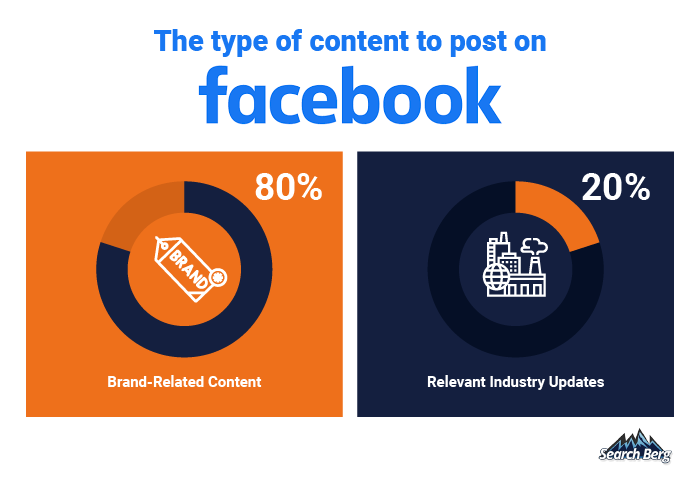 The type of content to post on
facebook
80%
BRAND
Brand-Related Content
20%
Relevant Industry Updates
Search Berg